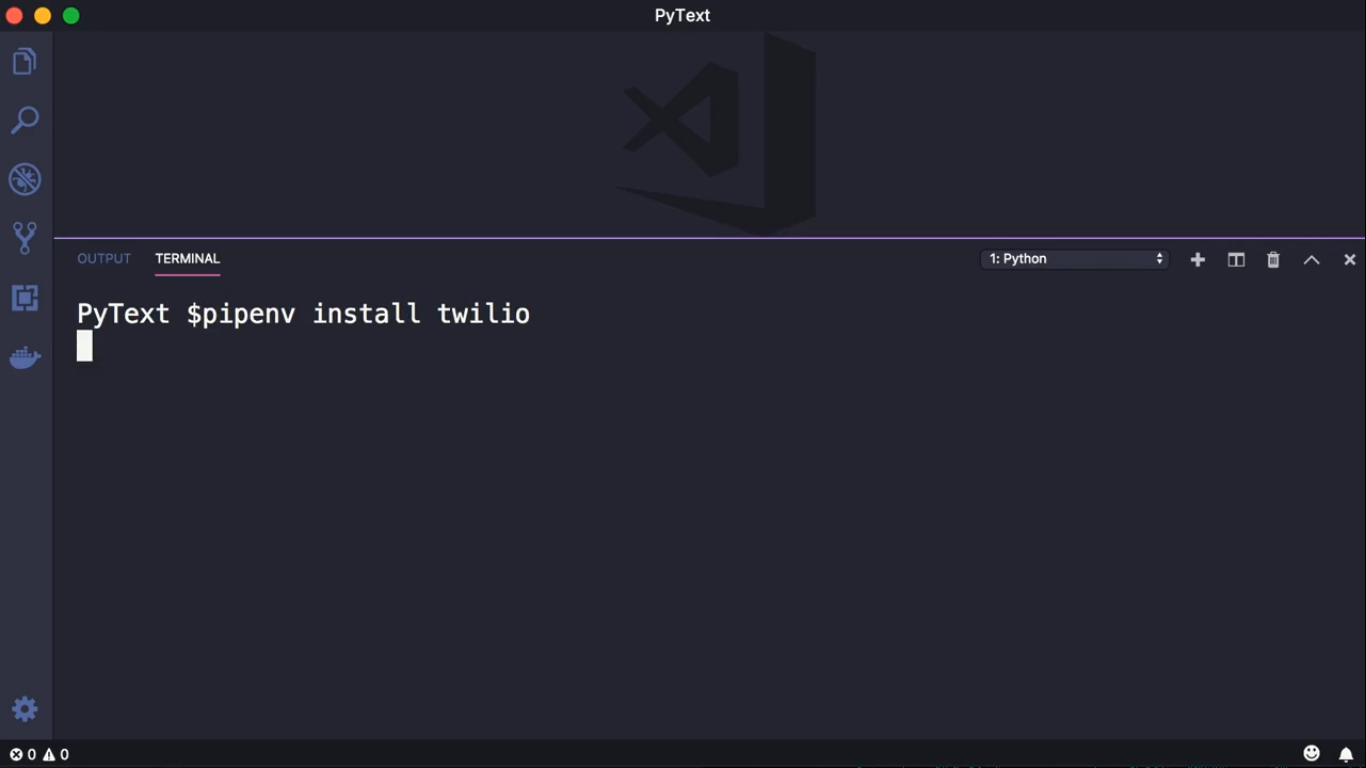 PyText
OUTPUT TERMINAL 1: Python
PyText $pipenv install twilio
0 0